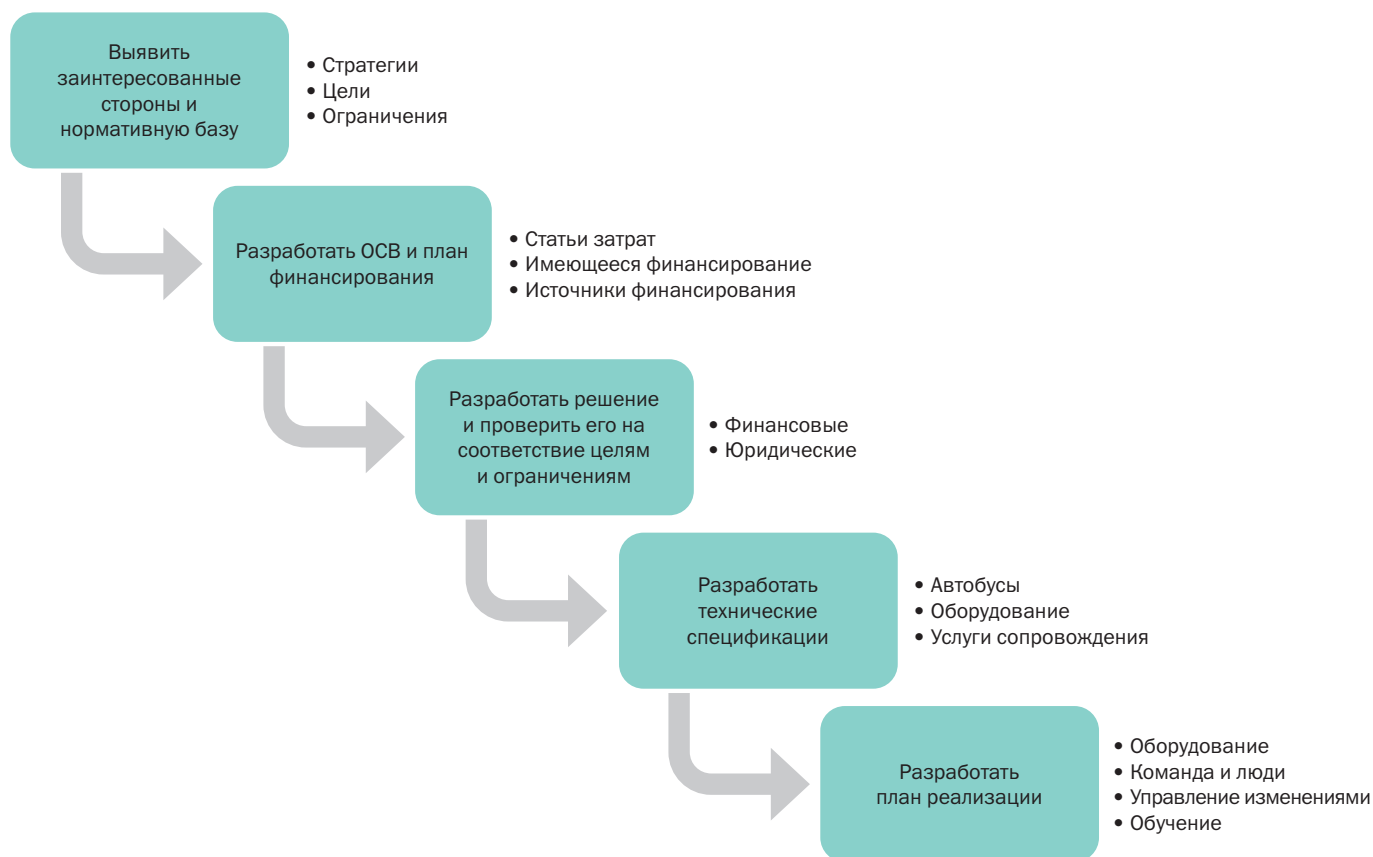 Выявить
заинтересованные
стороны и
нормативную базу
• Стратегии
• Цели
• Ограничения
Разработать ОСВ и план
финансирования
• Статьи затрат
• Имеющееся финансирование
• Источники финансирования
Разработать решение
и проверить его на
соответствие целям
и ограничениям
• Финансовые
• Юридические
Разработать
технические
спецификации
• Автобусы
• Оборудование
• Услуги сопровождения
Разработать
план реализации
• Оборудование
• Команда и люди
• Управление изменениями
• Обучение